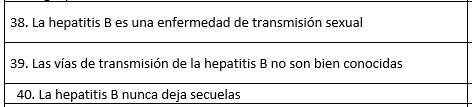 38. La hepatitis B es una enfermedad de transmisión sexual
39. Las vías de transmisión de la hepatitis B no son bien conocidas
40. La hepatitis B nunca deja secuelas